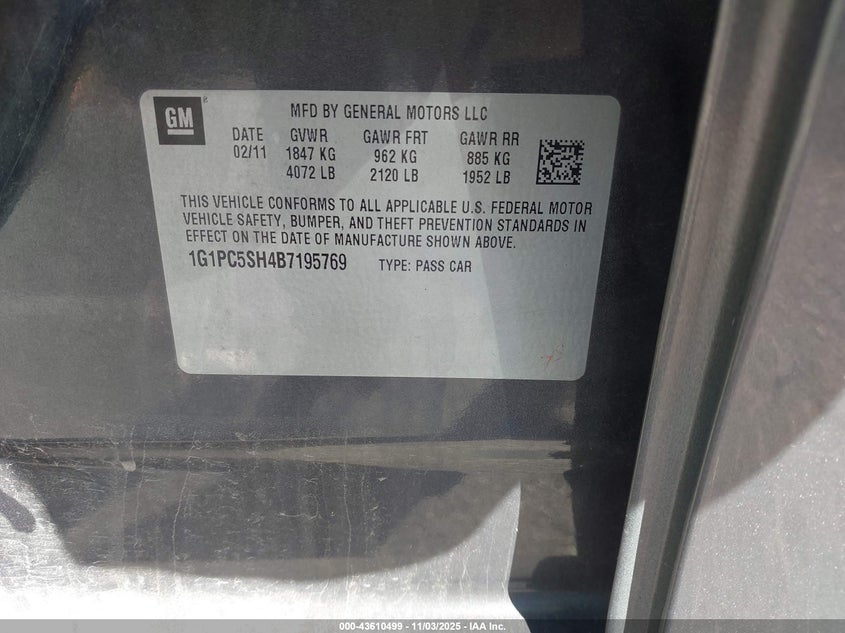 GM
MFD BY GENERAL MOTORS LLC
DATE GVWR GAWR FRT GAWR RR
02/11 1847 KG 962 KG 885 KG
4072 LB 2120 LB 1952 LB
THIS VEHICLE CONFORMS TO ALL APPLICABLE U.S. FEDERAL MOTOR
VEHICLE SAFETY, BUMPER, AND THEFT PREVENTION STANDARDS IN
EFFECT ON THE DATE OF MANUFACTURE SHOWN ABOVE.
1G1PC5SH4B7195769 TYPE: PASS CAR
000-43610499 - 11/03/2025 - IAA Inc.